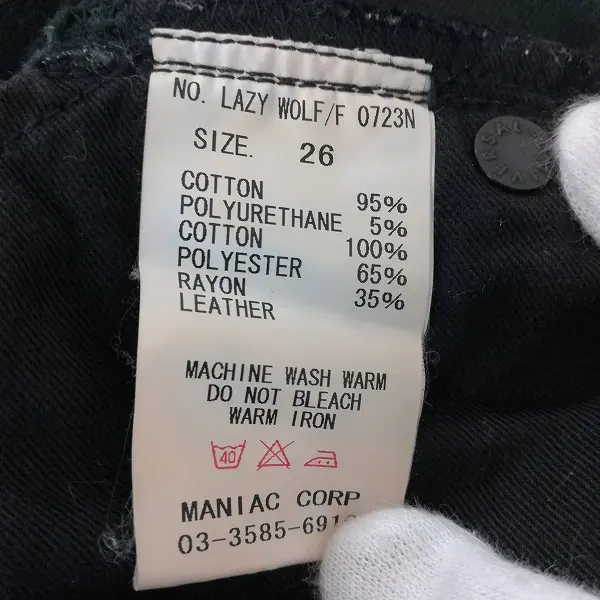 NO. LAZY WOLF/F 0723N
SIZE. 26
COTTON 95%
POLYURETHANE 5%
COTTON 100%
POLYESTER 65%
RAYON 35%
LEATHER
MACHINE WASH WARM
DO NOT BLEACH
WARM IRON
40
MANIAC CORP